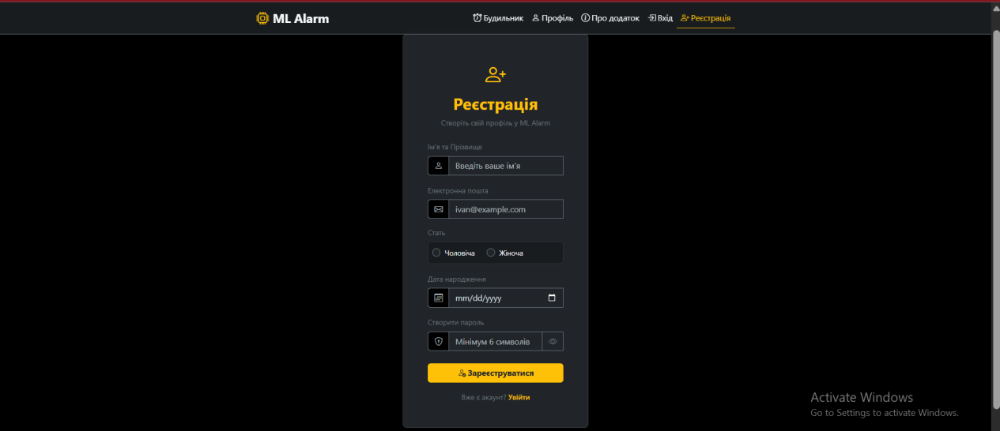 ML Alarm
Будильник Профіль Про додаток Вхід Реєстрація
Реєстрація
Створіть свій профіль у ML Alarm
Ім'я та Прізвище
Введіть ваше ім'я
Електронна пошта
ivan@example.com
Стать
Чоловіча Жіноча
Дата народження
mm/dd/yyyy
Створити пароль
Мінімум 6 символів
Зареєструватися
Вже є акаунт? Увійти
Activate Windows
Go to Settings to activate Windows.